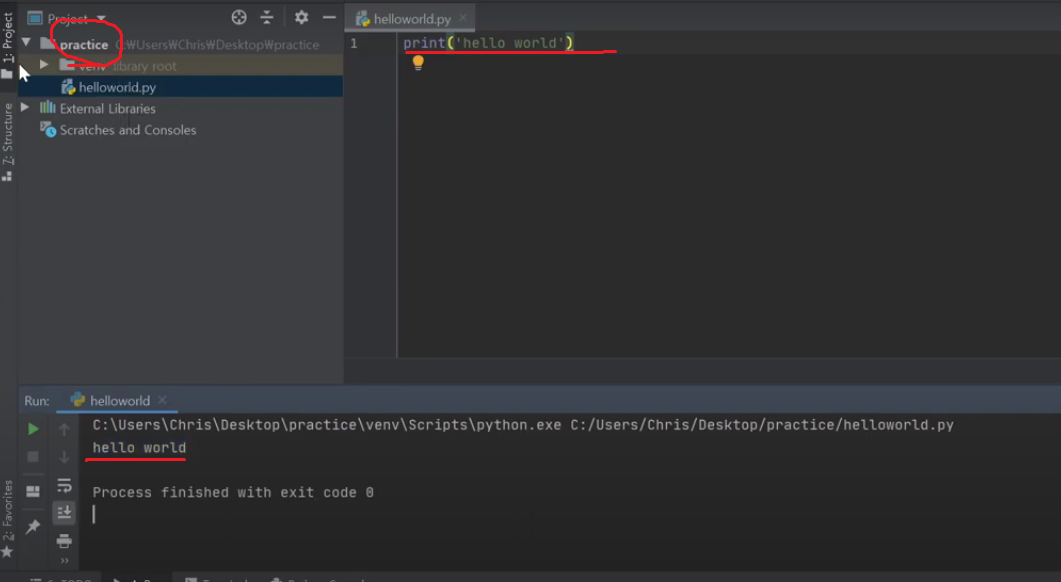 Project
helloworld.py
1: Project
practice C:₩Users₩Chris₩Desktop₩practice
1 print('hello world')
venv library root
helloworld.py
External Libraries
Scratches and Consoles
7: Structure
Run: helloworld
C:\Users\Chris\Desktop\practice\venv\Scripts\python.exe C:/Users/Chris/Desktop/practice/helloworld.py
hello world
Process finished with exit code 0
2: Favorites